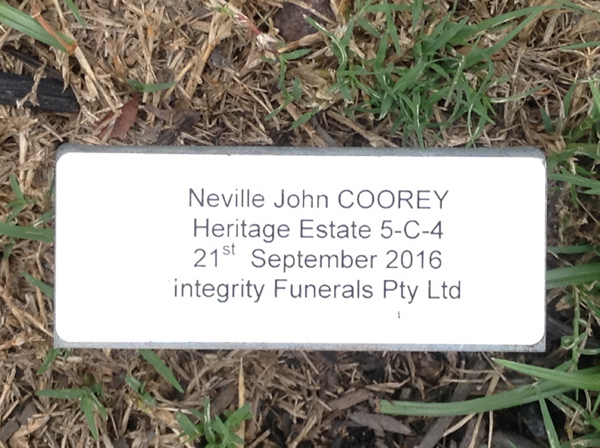 Neville John COOREY
Heritage Estate 5-C-4
21st September 2016
integrity Funerals Pty Ltd